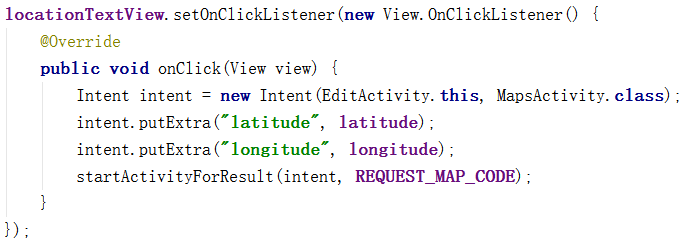 locationTextView.setOnClickListener(new View.OnClickListener() {
    @Override
    public void onClick(View view) {
        Intent intent = new Intent(EditActivity.this, MapsActivity.class);
        intent.putExtra("latitude", latitude);
        intent.putExtra("longitude", longitude);
        startActivityForResult(intent, REQUEST_MAP_CODE);
    }
});